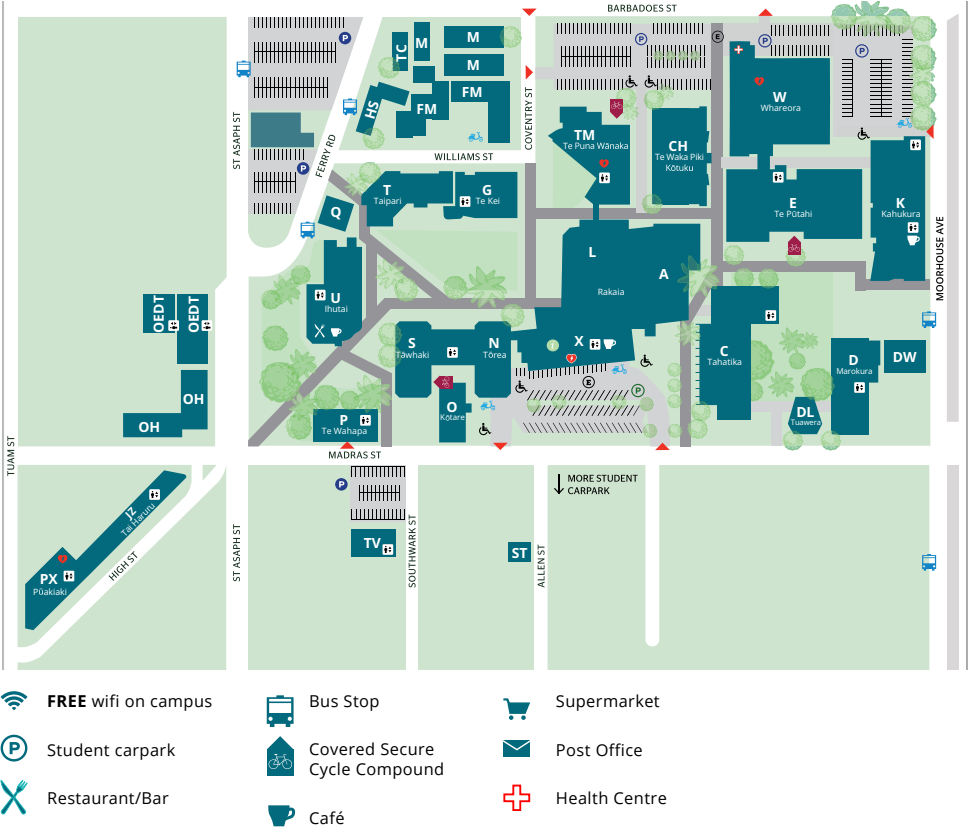 BARBADOES ST
P
E
P
P
TC
M
M
M
W
Whareora
HS
FM
FM
COVENTRY ST
ST ASAPH ST
FERRY RD
WILLIAMS ST
TM
Te Puna Wānaka
CH
Te Waka Piki
Kōtuku
P
T
Taipari
G
Te Kei
E
Te Pūtahi
K
Kahukura
MOORHOUSE AVE
Q
L
A
Rakaia
U
Ihutai
OEDT
OEDT
S
Tāwhaki
N
Tōrea
i
X
C
Tahatika
D
Marokura
DW
E
P
OH
OH
P
Te Wahapa
O
Kōtare
DL
Tuawera
TUAM ST
MADRAS ST
P
MORE STUDENT
CARPARK
JZ
Tai Haruru
HIGH ST
ST ASAPH ST
TV
SOUTHWARK ST
ST
ALLEN ST
PX
Pūakiaki
FREE wifi on campus
Bus Stop
Supermarket
P
Student carpark
Covered Secure
Cycle Compound
Post Office
Restaurant/Bar
Café
Health Centre